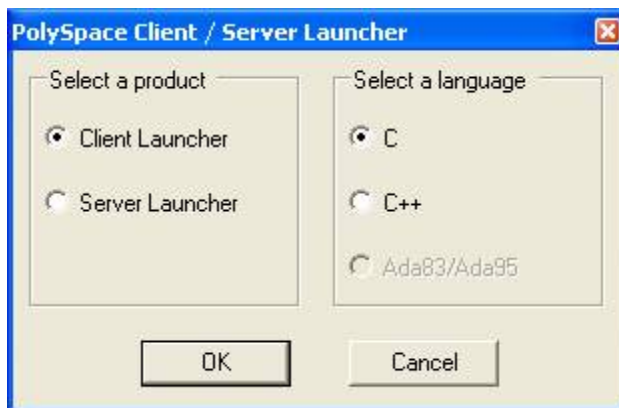 PolySpace Client / Server Launcher
Select a product
Client Launcher
Server Launcher
Select a language
C
C++
Ada83/Ada95
OK
Cancel